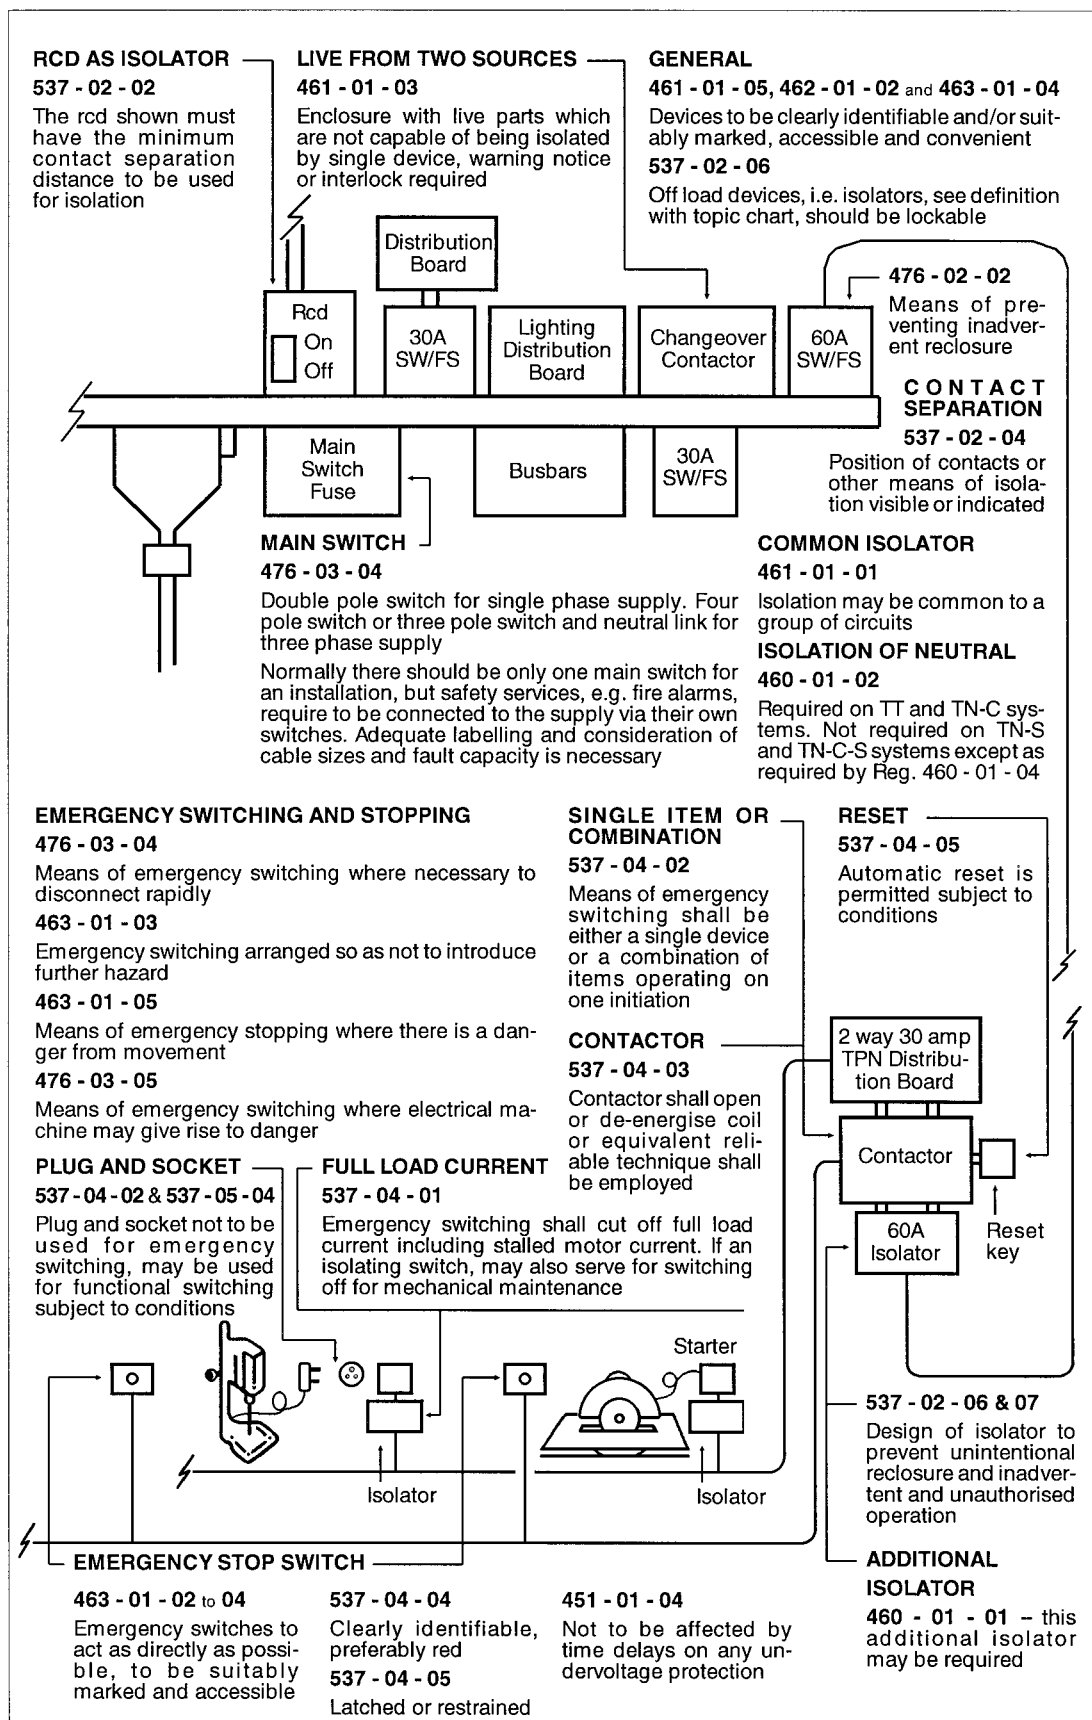 RCD AS ISOLATOR
537 - 02 - 02
The rcd shown must
have the minimum
contact separation
distance to be used
for isolation
LIVE FROM TWO SOURCES
461 - 01 - 03
Enclosure with live parts which
are not capable of being isolated
by single device, warning notice
or interlock required
GENERAL
461 - 01 - 05, 462 - 01 - 02 and 463 - 01 - 04
Devices to be clearly identifiable and/or suit-
ably marked, accessible and convenient
537 - 02 - 06
Off load devices, i.e. isolators, see definition
with topic chart, should be lockable
Distribution
Board
Rcd
On
Off
30A
SW/FS
Lighting
Distribution
Board
Changeover
Contactor
60A
SW/FS
476 - 02 - 02
Means of pre-
venting inadver-
ent reclosure
CONTACT
SEPARATION
537 - 02 - 04
Position of contacts or
other means of isola-
tion visible or indicated
Main
Switch
Fuse
Busbars
30A
SW/FS
MAIN SWITCH
476 - 03 - 04
Double pole switch for single phase supply. Four
pole switch or three pole switch and neutral link for
three phase supply
Normally there should be only one main switch for
an installation, but safety services, e.g. fire alarms,
require to be connected to the supply via their own
switches. Adequate labelling and consideration of
cable sizes and fault capacity is necessary
COMMON ISOLATOR
461 - 01 - 01
Isolation may be common to a
group of circuits
ISOLATION OF NEUTRAL
460 - 01 - 02
Required on TT and TN-C sys-
tems. Not required on TN-S
and TN-C-S systems except as
required by Reg. 460 - 01 - 04
EMERGENCY SWITCHING AND STOPPING
476 - 03 - 04
Means of emergency switching where necessary to
disconnect rapidly
463 - 01 - 03
Emergency switching arranged so as not to introduce
further hazard
463 - 01 - 05
Means of emergency stopping where there is a dan-
ger from movement
476 - 03 - 05
Means of emergency switching where electrical ma-
chine may give rise to danger
SINGLE ITEM OR
COMBINATION
537 - 04 - 02
Means of emergency
switching shall be
either a single device
or a combination of
items operating on
one initiation
CONTACTOR
537 - 04 - 03
Contactor shall open
or de-energise coil
or equivalent reli-
able technique shall
be employed
RESET
537 - 04 - 05
Automatic reset is
permitted subject to
conditions
2 way 30 amp
TPN Distribu-
tion Board
Contactor
60A
Isolator
Reset
key
PLUG AND SOCKET
537 - 04 - 02 & 537 - 05 - 04
Plug and socket not to be
used for emergency
switching, may be used
for functional switching
subject to conditions
FULL LOAD CURRENT
537 - 04 - 01
Emergency switching shall cut off full load
current including stalled motor current. If an
isolating switch, may also serve for switching
off for mechanical maintenance
Starter
Isolator
Isolator
537 - 02 - 06 & 07
Design of isolator to
prevent unintentional
reclosure and inadver-
tent and unauthorised
operation
ADDITIONAL
ISOLATOR
460 - 01 - 01 – this
additional isolator
may be required
EMERGENCY STOP SWITCH
463 - 01 - 02 to 04
Emergency switches to
act as directly as possi-
ble, to be suitably
marked and accessible
537 - 04 - 04
Clearly identifiable,
preferably red
537 - 04 - 05
Latched or restrained
451 - 01 - 04
Not to be affected by
time delays on any un-
dervoltage protection